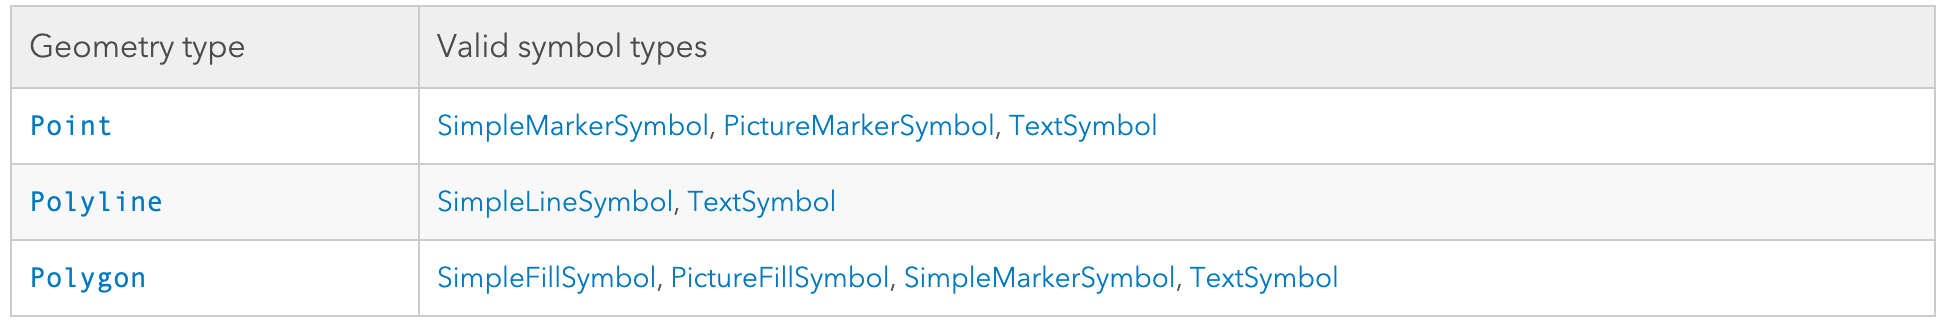 Geometry type Valid symbol types
Point SimpleMarkerSymbol, PictureMarkerSymbol, TextSymbol
Polyline SimpleLineSymbol, TextSymbol
Polygon SimpleFillSymbol, PictureFillSymbol, SimpleMarkerSymbol, TextSymbol